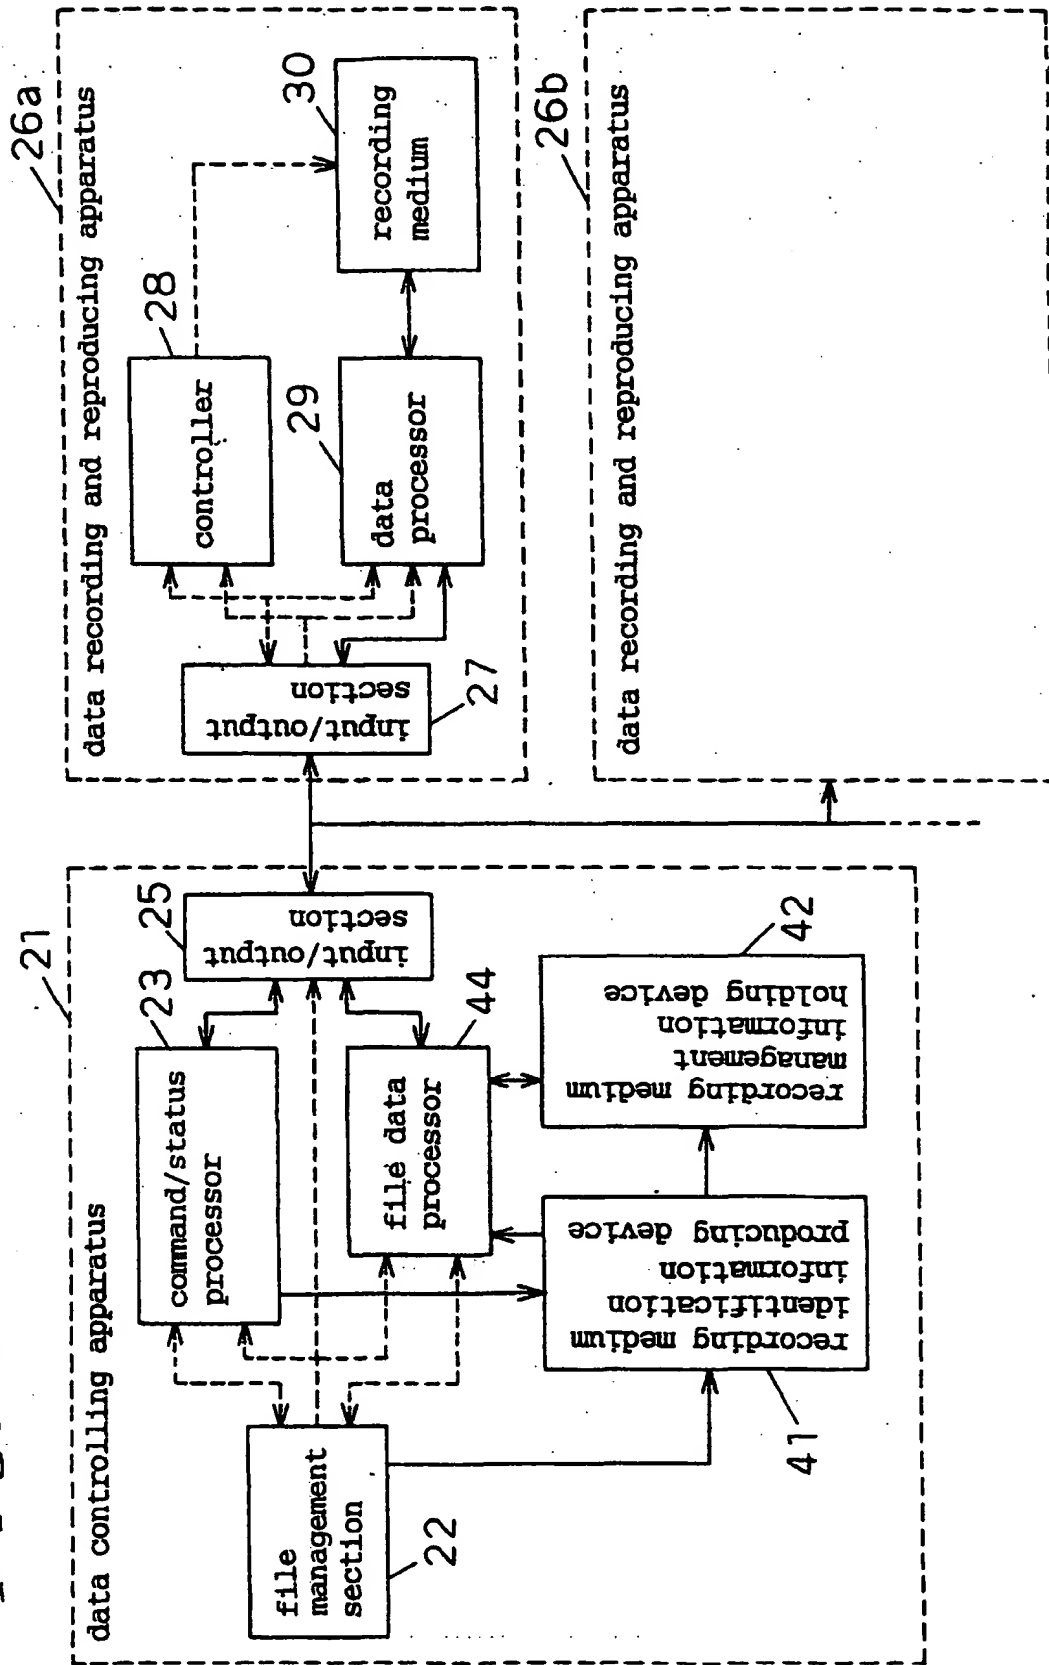 data controlling apparatus
21
file
management
section
22
command/status
processor
23
file data
processor
44
input/output
section
25
recording medium
identification
information
producing device
41
recording medium
management
information
holding device
42
data recording and reproducing apparatus
26a
input/output
section
27
controller
28
data
processor
29
recording
medium
30
data recording and reproducing apparatus
26b